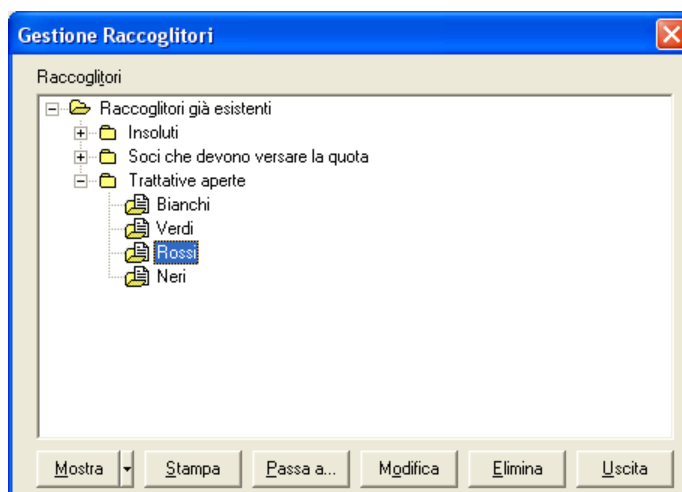 Gestione Raccoglitori
Raccoglitori
Raccoglitori già esistenti
Insoluti
Soci che devono versare la quota
Trattative aperte
Bianchi
Verdi
Rossi
Neri
Mostra Stampa Passa a... Modifica Elimina Uscita